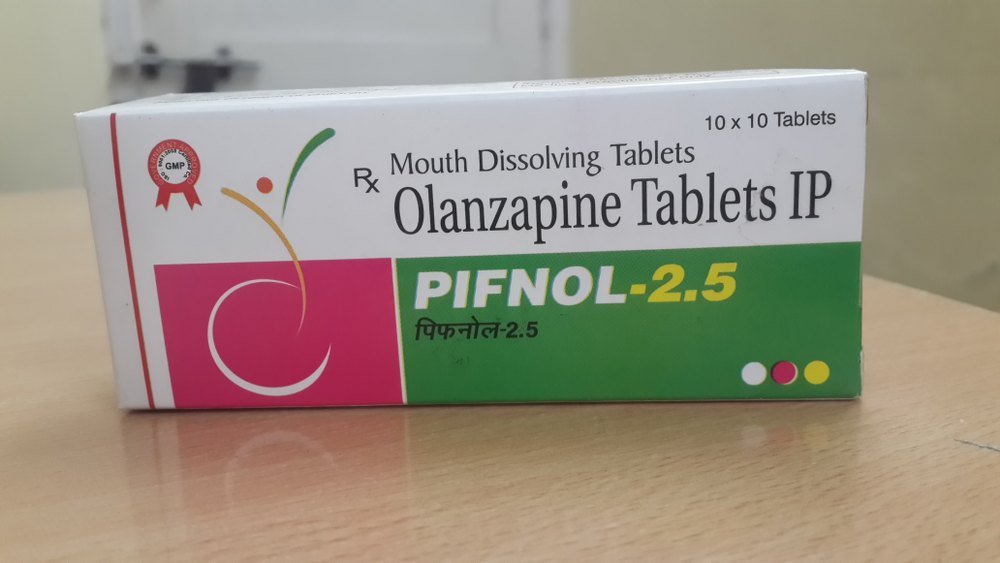 10 x 10 Tablets
Rx Mouth Dissolving Tablets
Olanzapine Tablets IP
GMP
PIFNOL-2.5
पिफनोल-2.5